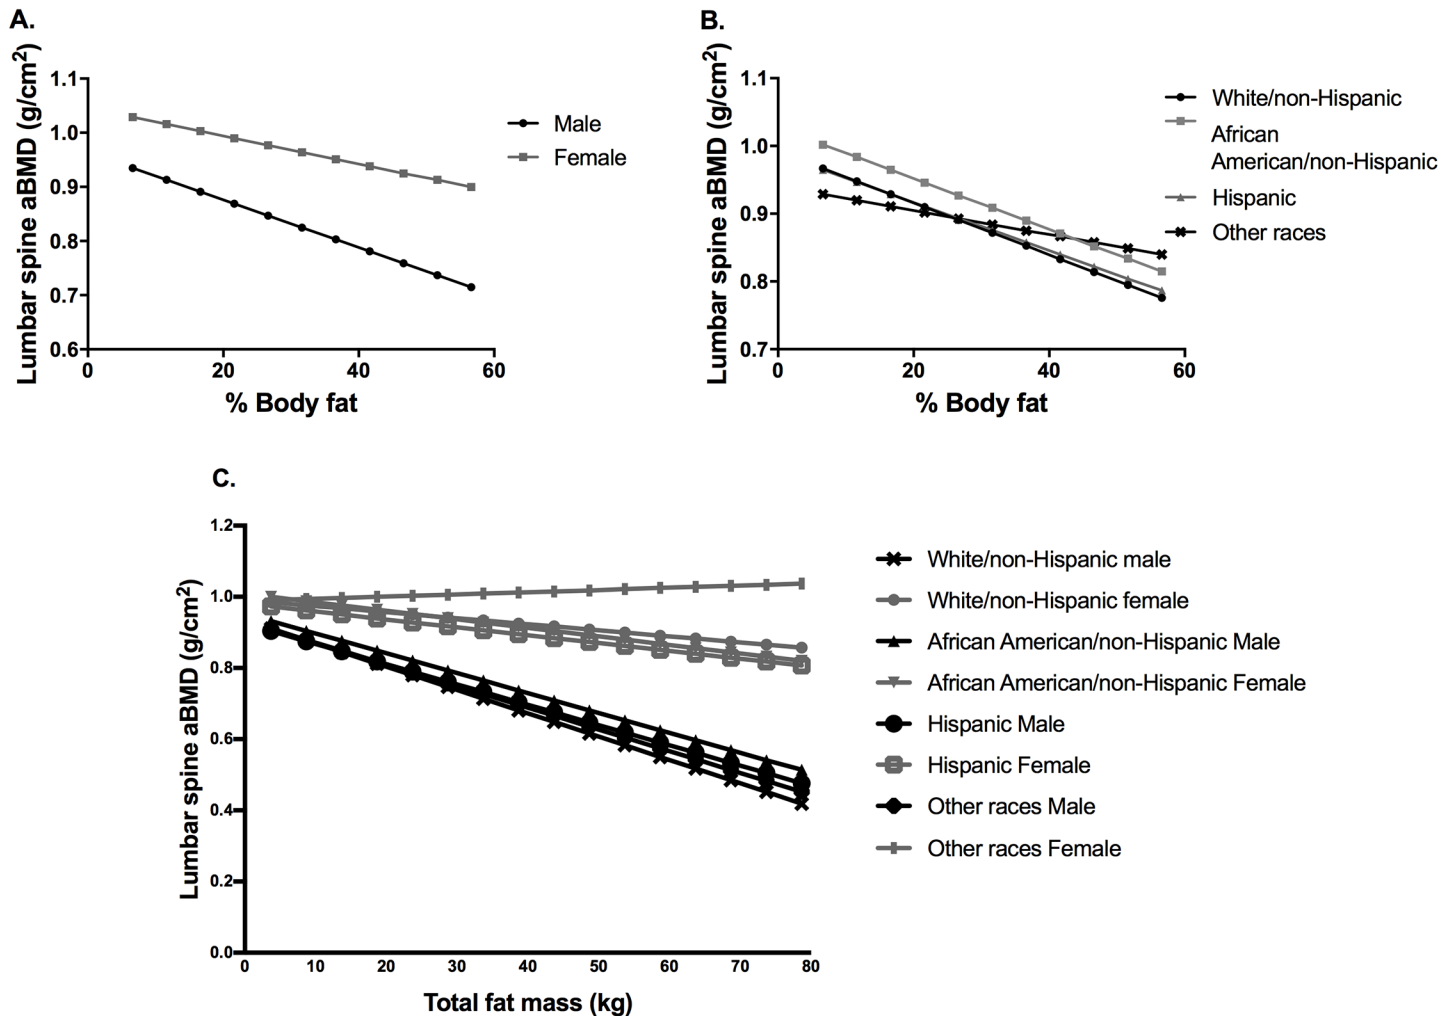 A.
Lumbar spine aBMD (g/cm2)
1.1
1.0
0.9
0.8
0.7
0.6
0
20
40
60
% Body fat
Male
Female
B.
Lumbar spine aBMD (g/cm2)
1.1
1.0
0.9
0.8
0.7
0
20
40
60
% Body fat
White/non-Hispanic
African
American/non-Hispanic
Hispanic
Other races
C.
Lumbar spine aBMD (g/cm2)
1.2
1.0
0.8
0.6
0.4
0.2
0.0
0
10
20
30
40
50
60
70
80
Total fat mass (kg)
White/non-Hispanic male
White/non-Hispanic female
African American/non-Hispanic Male
African American/non-Hispanic Female
Hispanic Male
Hispanic Female
Other races Male
Other races Female